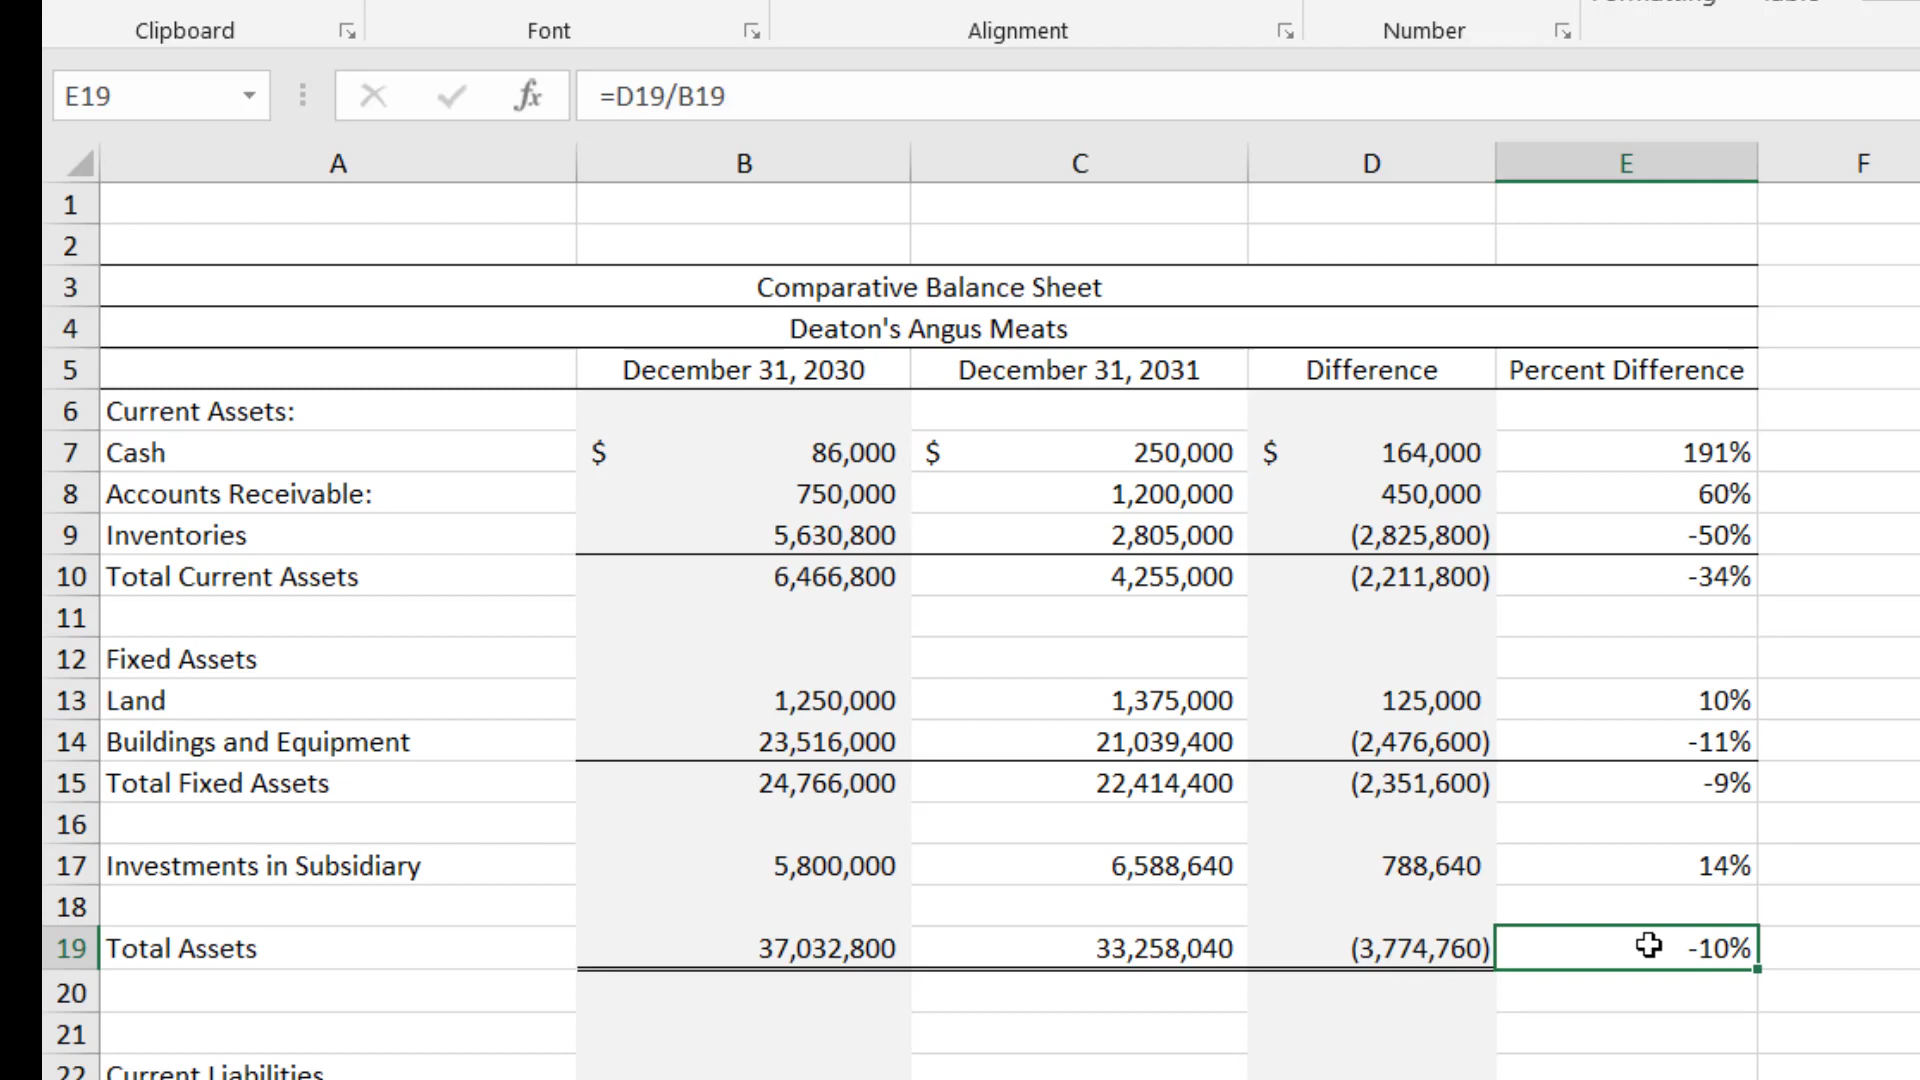 Clipboard Font Alignment Number
E19 fx =D19/B19
A B C D E F
1
2
3 Comparative Balance Sheet
4 Deaton's Angus Meats
5 December 31, 2030 December 31, 2031 Difference Percent Difference
6 Current Assets:
7 Cash $ 86,000 $ 250,000 $ 164,000 191%
8 Accounts Receivable: 750,000 1,200,000 450,000 60%
9 Inventories 5,630,800 2,805,000 (2,825,800) -50%
10 Total Current Assets 6,466,800 4,255,000 (2,211,800) -34%
11
12 Fixed Assets
13 Land 1,250,000 1,375,000 125,000 10%
14 Buildings and Equipment 23,516,000 21,039,400 (2,476,600) -11%
15 Total Fixed Assets 24,766,000 22,414,400 (2,351,600) -9%
16
17 Investments in Subsidiary 5,800,000 6,588,640 788,640 14%
18
19 Total Assets 37,032,800 33,258,040 (3,774,760) -10%
20
21
22 Current Liabilities